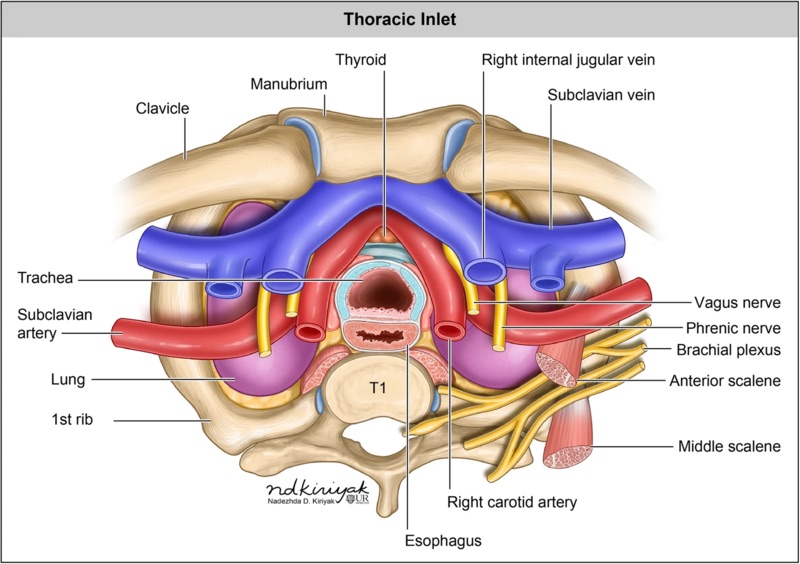 Thoracic Inlet
Thyroid
Right internal jugular vein
Manubrium
Subclavian vein
Clavicle
Trachea
Subclavian
artery
Vagus nerve
Phrenic nerve
Brachial plexus
Lung
T1
Anterior scalene
1st rib
Middle scalene
ndkiriyak
Nadezhda D. Kiriyak
UR
Right carotid artery
Esophagus